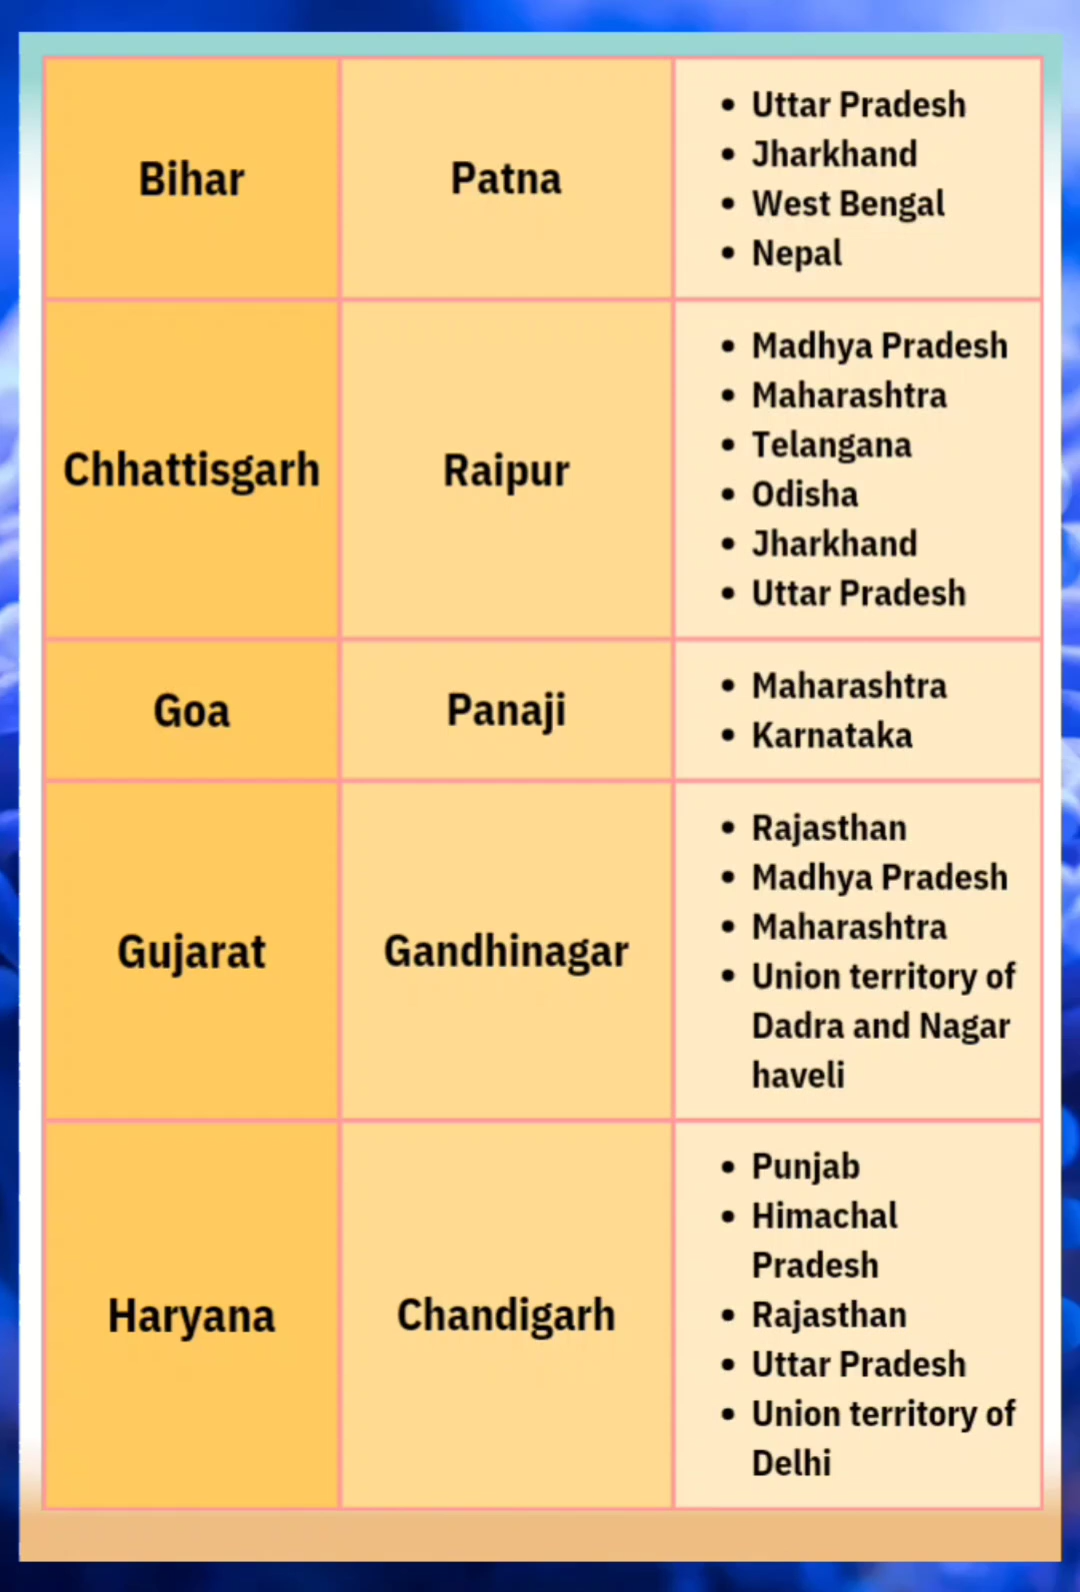 Bihar
Patna
• Uttar Pradesh
• Jharkhand
• West Bengal
• Nepal
Chhattisgarh
Raipur
• Madhya Pradesh
• Maharashtra
• Telangana
• Odisha
• Jharkhand
• Uttar Pradesh
Goa
Panaji
• Maharashtra
• Karnataka
Gujarat
Gandhinagar
• Rajasthan
• Madhya Pradesh
• Maharashtra
• Union territory of
Dadra and Nagar
haveli
Haryana
Chandigarh
• Punjab
• Himachal
Pradesh
• Rajasthan
• Uttar Pradesh
• Union territory of
Delhi